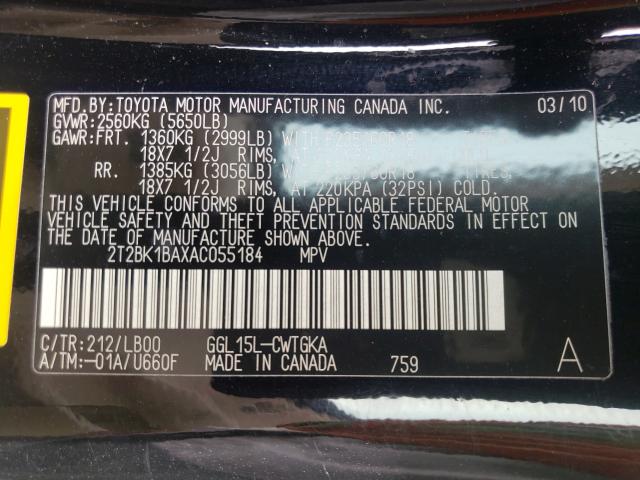 MFD.BY:TOYOTA MOTOR MANUFACTURING CANADA INC. 03/10
GVWR:2560KG (5650LB)
GAWR:FRT. 1360KG (2999LB) WITH
18X7 1/2J RIMS, AT
RR. 1385KG (3056LB)
18X7 1/2J RIMS, AT 220KPA (32PSI) COLD.
THIS VEHICLE CONFORMS TO ALL APPLICABLE FEDERAL MOTOR
VEHICLE SAFETY AND THEFT PREVENTION STANDARDS IN EFFECT
ON THE DATE OF MANUFACTURE SHOWN ABOVE.
2T2BK1BAXAC055184 MPV
C/TR:212/LB00 GGL15L-CWTGKA
A/TM:-01A/U660F MADE IN CANADA 759 A